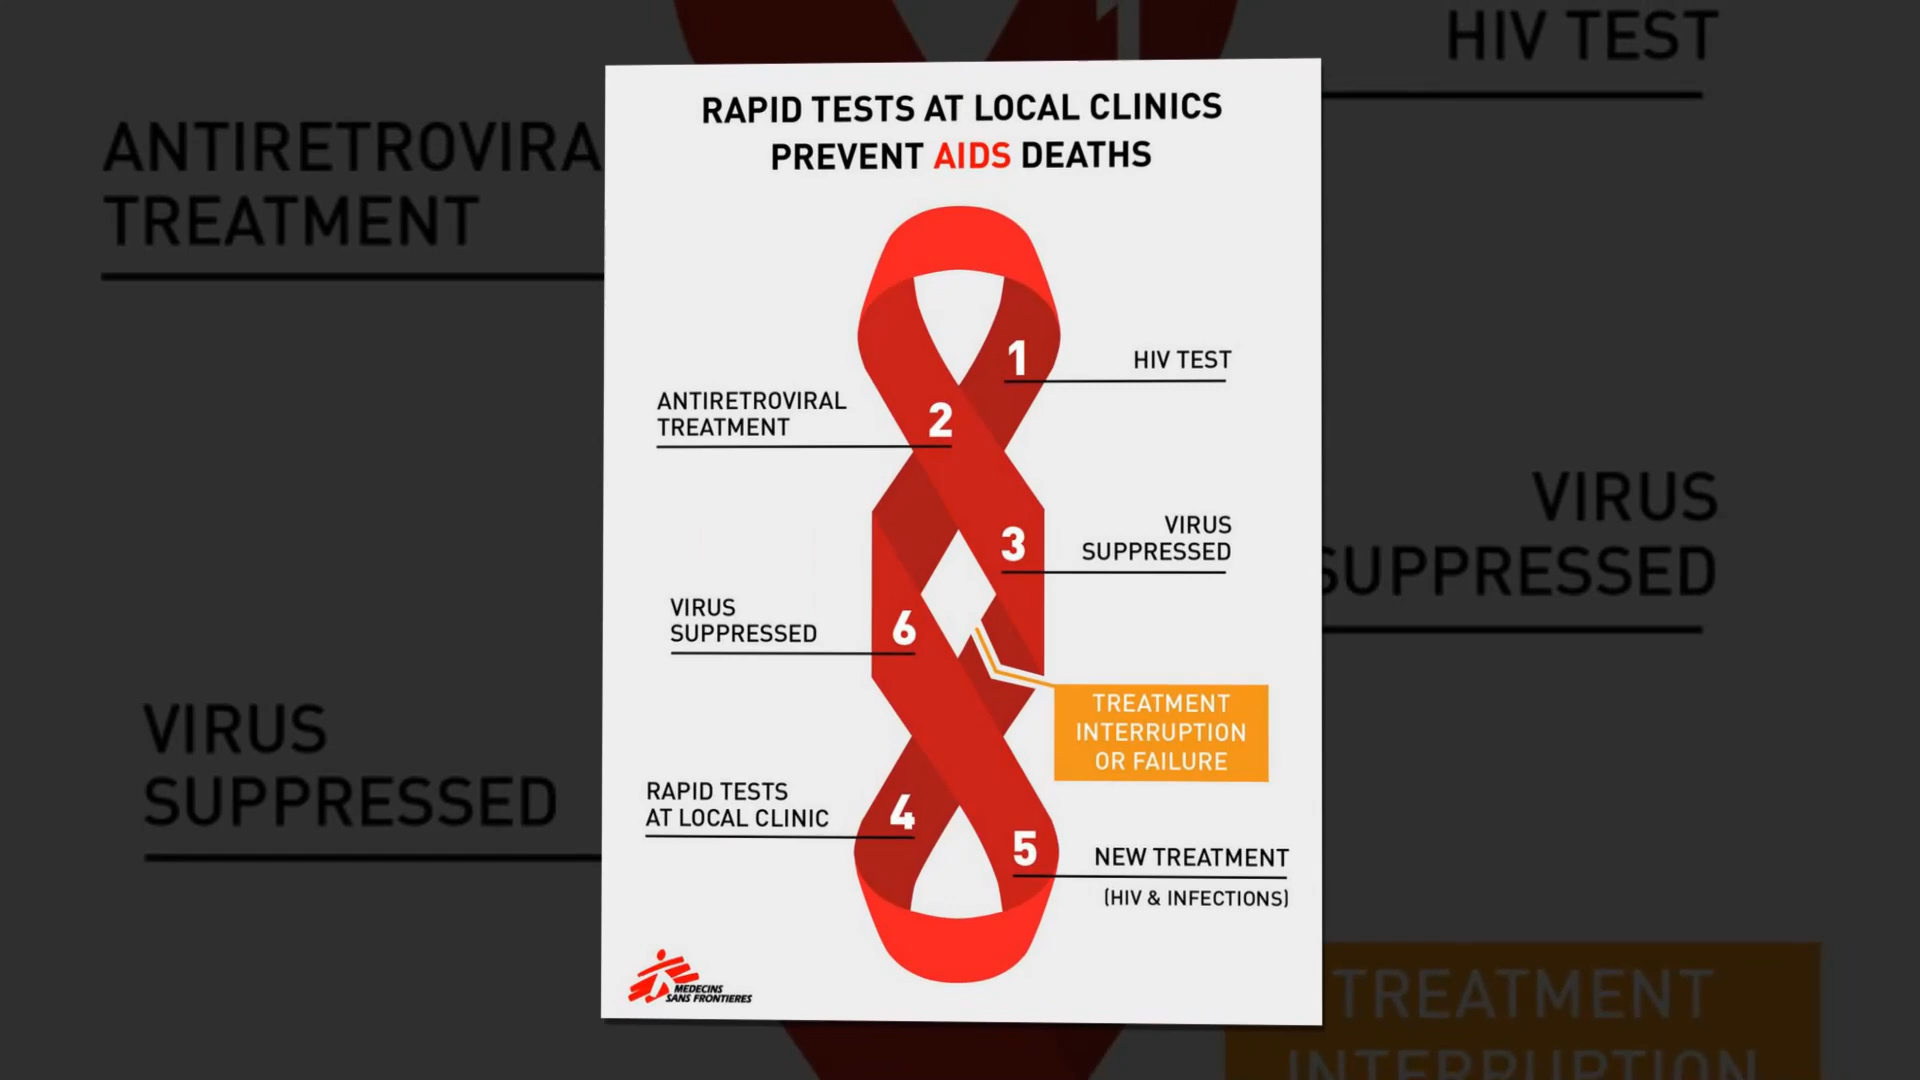 RAPID TESTS AT LOCAL CLINICS
PREVENT AIDS DEATHS
1
HIV TEST
ANTIRETROVIRAL
TREATMENT
2
3
VIRUS
SUPPRESSED
VIRUS
SUPPRESSED
6
TREATMENT
INTERRUPTION
OR FAILURE
RAPID TESTS
AT LOCAL CLINIC
4
5
NEW TREATMENT
(HIV & INFECTIONS)
MEDECINS
SANS FRONTIERES
1
HIV TEST
ANTIRETROVIRA
TREATMENT
VIRUS
SUPPRESSED
VIRUS
SUPPRESSED
TREATMENT
INTERRUPTION